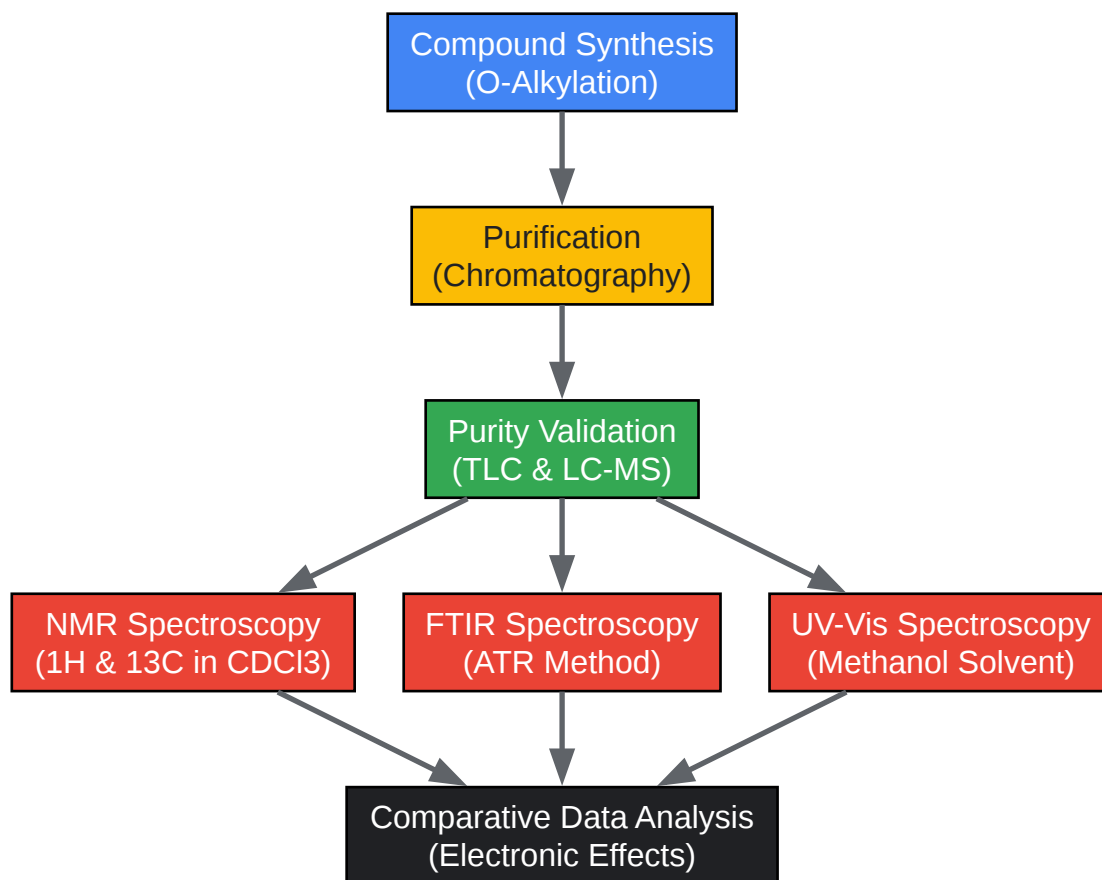 Compound Synthesis
(O-Alkylation)
Purification
(Chromatography)
Purity Validation
(TLC & LC-MS)
NMR Spectroscopy
(1H & 13C in CDCl3)
FTIR Spectroscopy
(ATR Method)
UV-Vis Spectroscopy
(Methanol Solvent)
Comparative Data Analysis
(Electronic Effects)